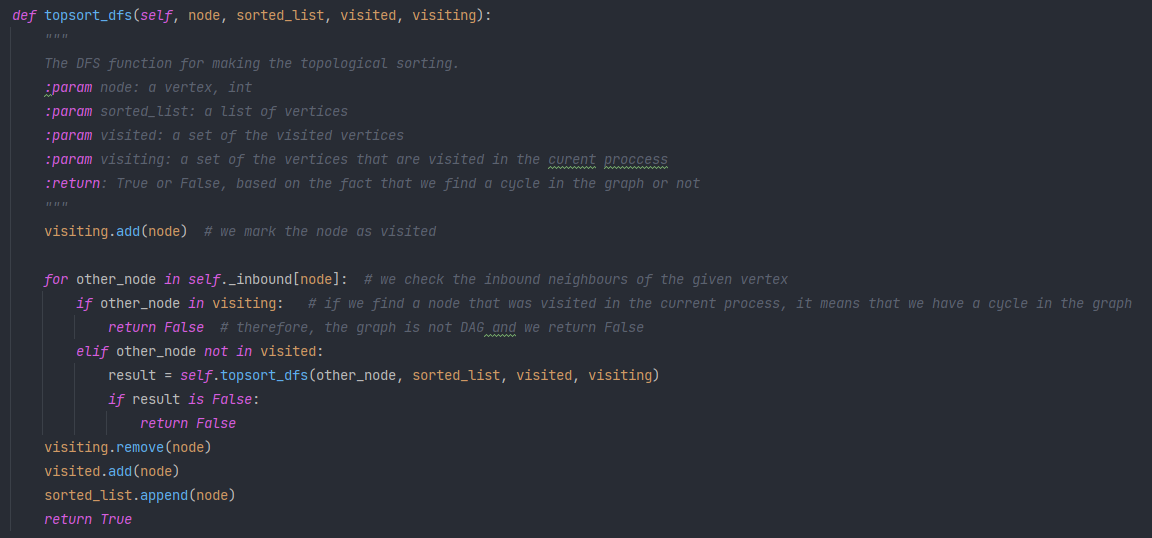 def topsort_dfs(self, node, sorted_list, visited, visiting):
"""
The DFS function for making the topological sorting.
:param node: a vertex, int
:param sorted_list: a list of vertices
:param visited: a set of the visited vertices
:param visiting: a set of the vertices that are visited in the curent proccess
:return: True or False, based on the fact that we find a cycle in the graph or not
"""
visiting.add(node)  # we mark the node as visited
for other_node in self._inbound[node]:  # we check the inbound neighbours of the given vertex
if other_node in visiting:   # if we find a node that was visited in the current process, it means that we have a cycle in the graph
return False  # therefore, the graph is not DAG and we return False
elif other_node not in visited:
result = self.topsort_dfs(other_node, sorted_list, visited, visiting)
if result is False:
return False
visiting.remove(node)
visited.add(node)
sorted_list.append(node)
return True